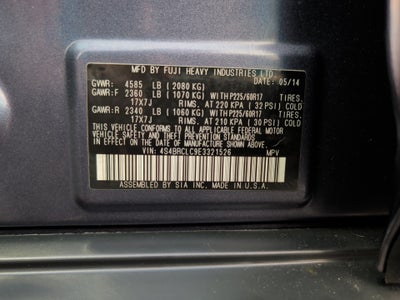 MFD BY FUJI HEAVY INDUSTRIES LTD.
GVWR: 4585 LB ( 2080 KG) DATE: 05/14
GAWR:F 2360 LB ( 1070 KG) WITH P225/60R17 TIRES.
17X7J RIMS. AT 220 KPA ( 32 PSI) COLD
GAWR:R 2340 LB ( 1060 KG) WITH P225/60R17 TIRES.
17X7J RIMS. AT 210 KPA ( 30 PSI) COLD
THIS VEHICLE CONFORMS TO ALL APPLICABLE
FEDERAL MOTOR VEHICLE SAFETY AND
THEFT PREVENTION STANDARDS IN EFFECT ON THE
DATE OF MANUFACTURE SHOWN ABOVE.
VIN: 4S4BRCLC9E3321526 MPV
ASSEMBLED BY SIA INC. MADE IN U.S.A.